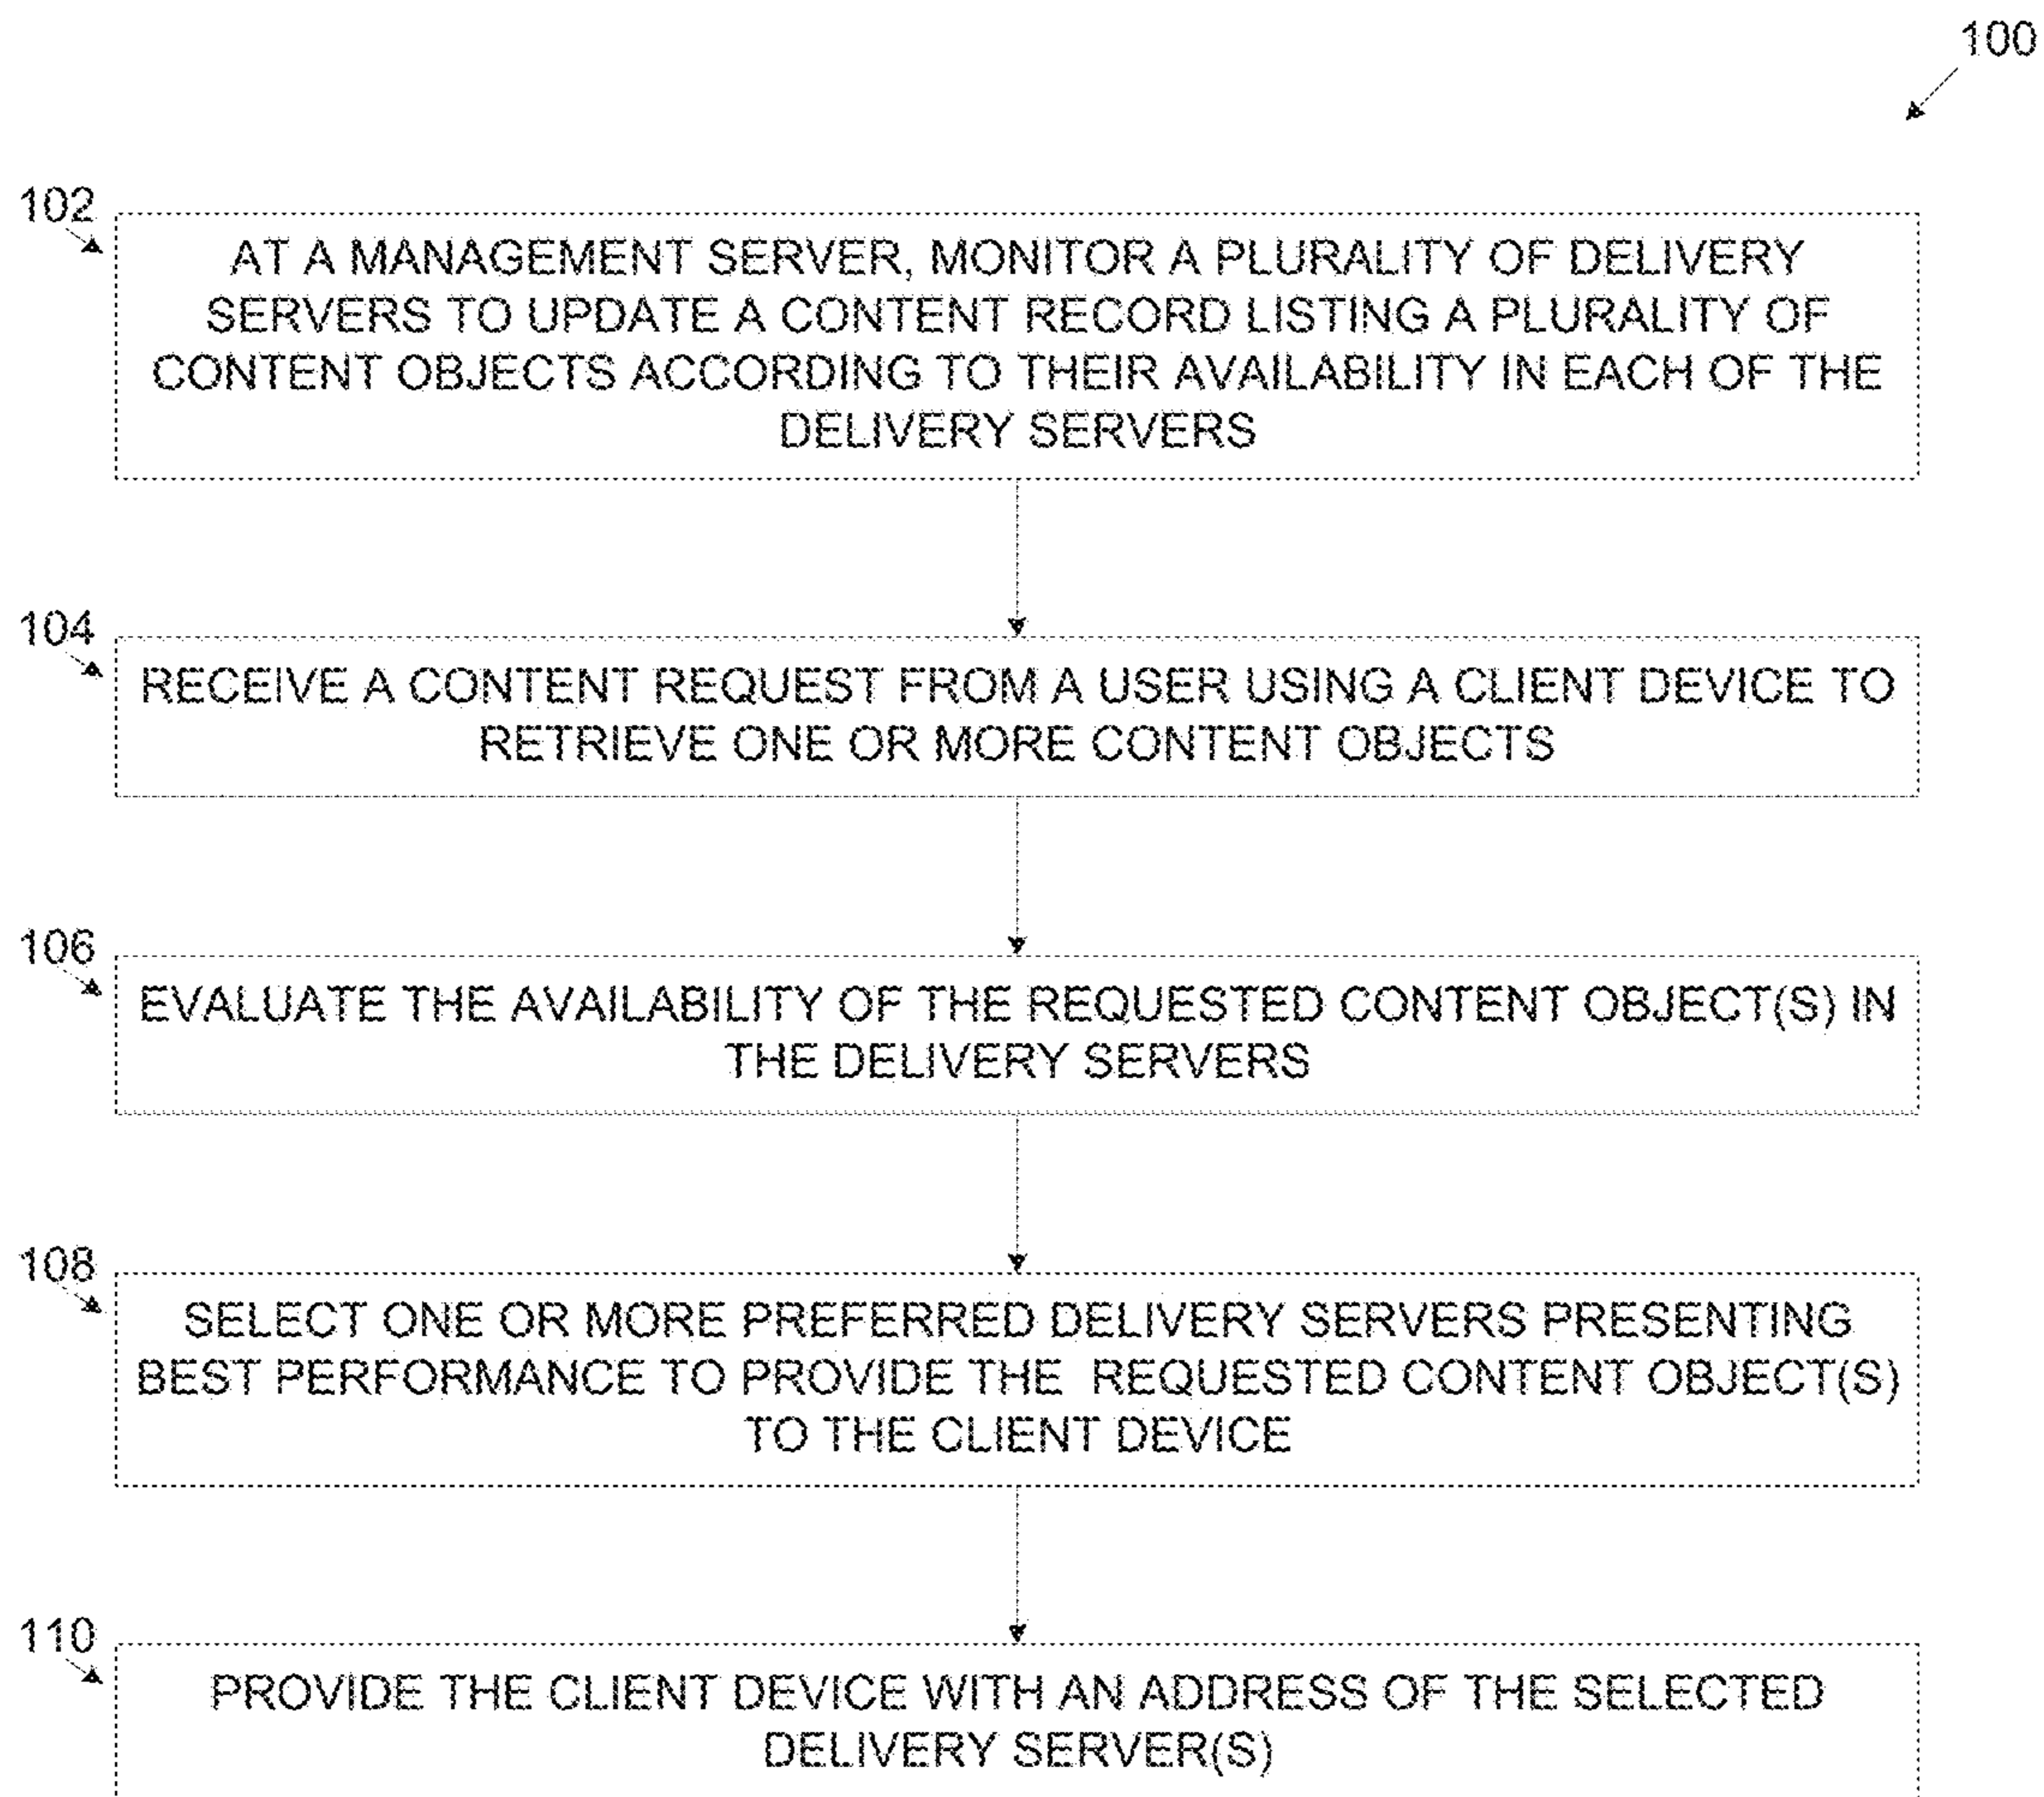 100
102
AT A MANAGEMENT SERVER, MONITOR A PLURALITY OF DELIVERY
SERVERS TO UPDATE A CONTENT RECORD LISTING A PLURALITY OF
CONTENT OBJECTS ACCORDING TO THEIR AVAILABILITY IN EACH OF THE
DELIVERY SERVERS
104
RECEIVE A CONTENT REQUEST FROM A USER USING A CLIENT DEVICE TO
RETRIEVE ONE OR MORE CONTENT OBJECTS
106
EVALUATE THE AVAILABILITY OF THE REQUESTED CONTENT OBJECT(S) IN
THE DELIVERY SERVERS
108
SELECT ONE OR MORE PREFERRED DELIVERY SERVERS PRESENTING
BEST PERFORMANCE TO PROVIDE THE REQUESTED CONTENT OBJECT(S)
TO THE CLIENT DEVICE
110
PROVIDE THE CLIENT DEVICE WITH AN ADDRESS OF THE SELECTED
DELIVERY SERVER(S)